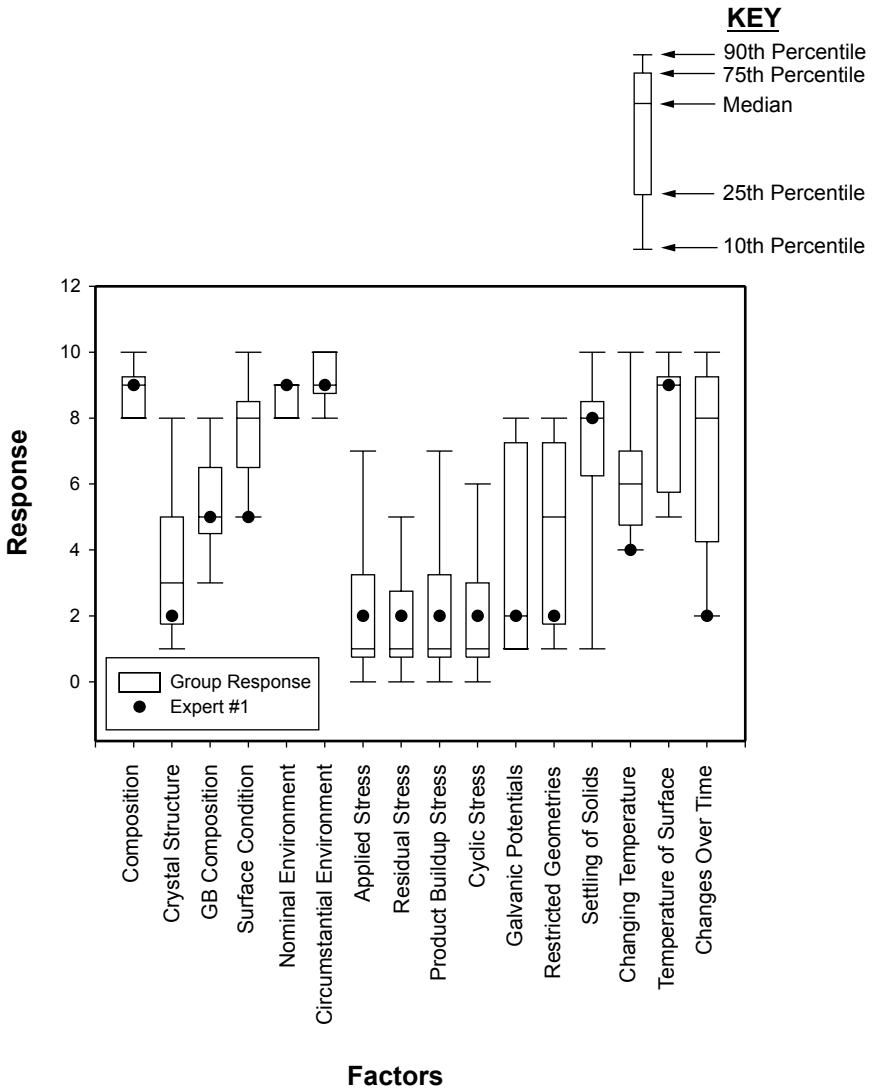 KEY
90th Percentile
75th Percentile
Median
25th Percentile
10th Percentile
Response
12
10
8
6
4
2
0
Group Response
Expert #1
Composition
Crystal Structure
GB Composition
Surface Condition
Nominal Environment
Circumstantial Environment
Applied Stress
Residual Stress
Product Buildup Stress
Cyclic Stress
Galvanic Potentials
Restricted Geometries
Settling of Solids
Changing Temperature
Temperature of Surface
Changes Over Time
Factors